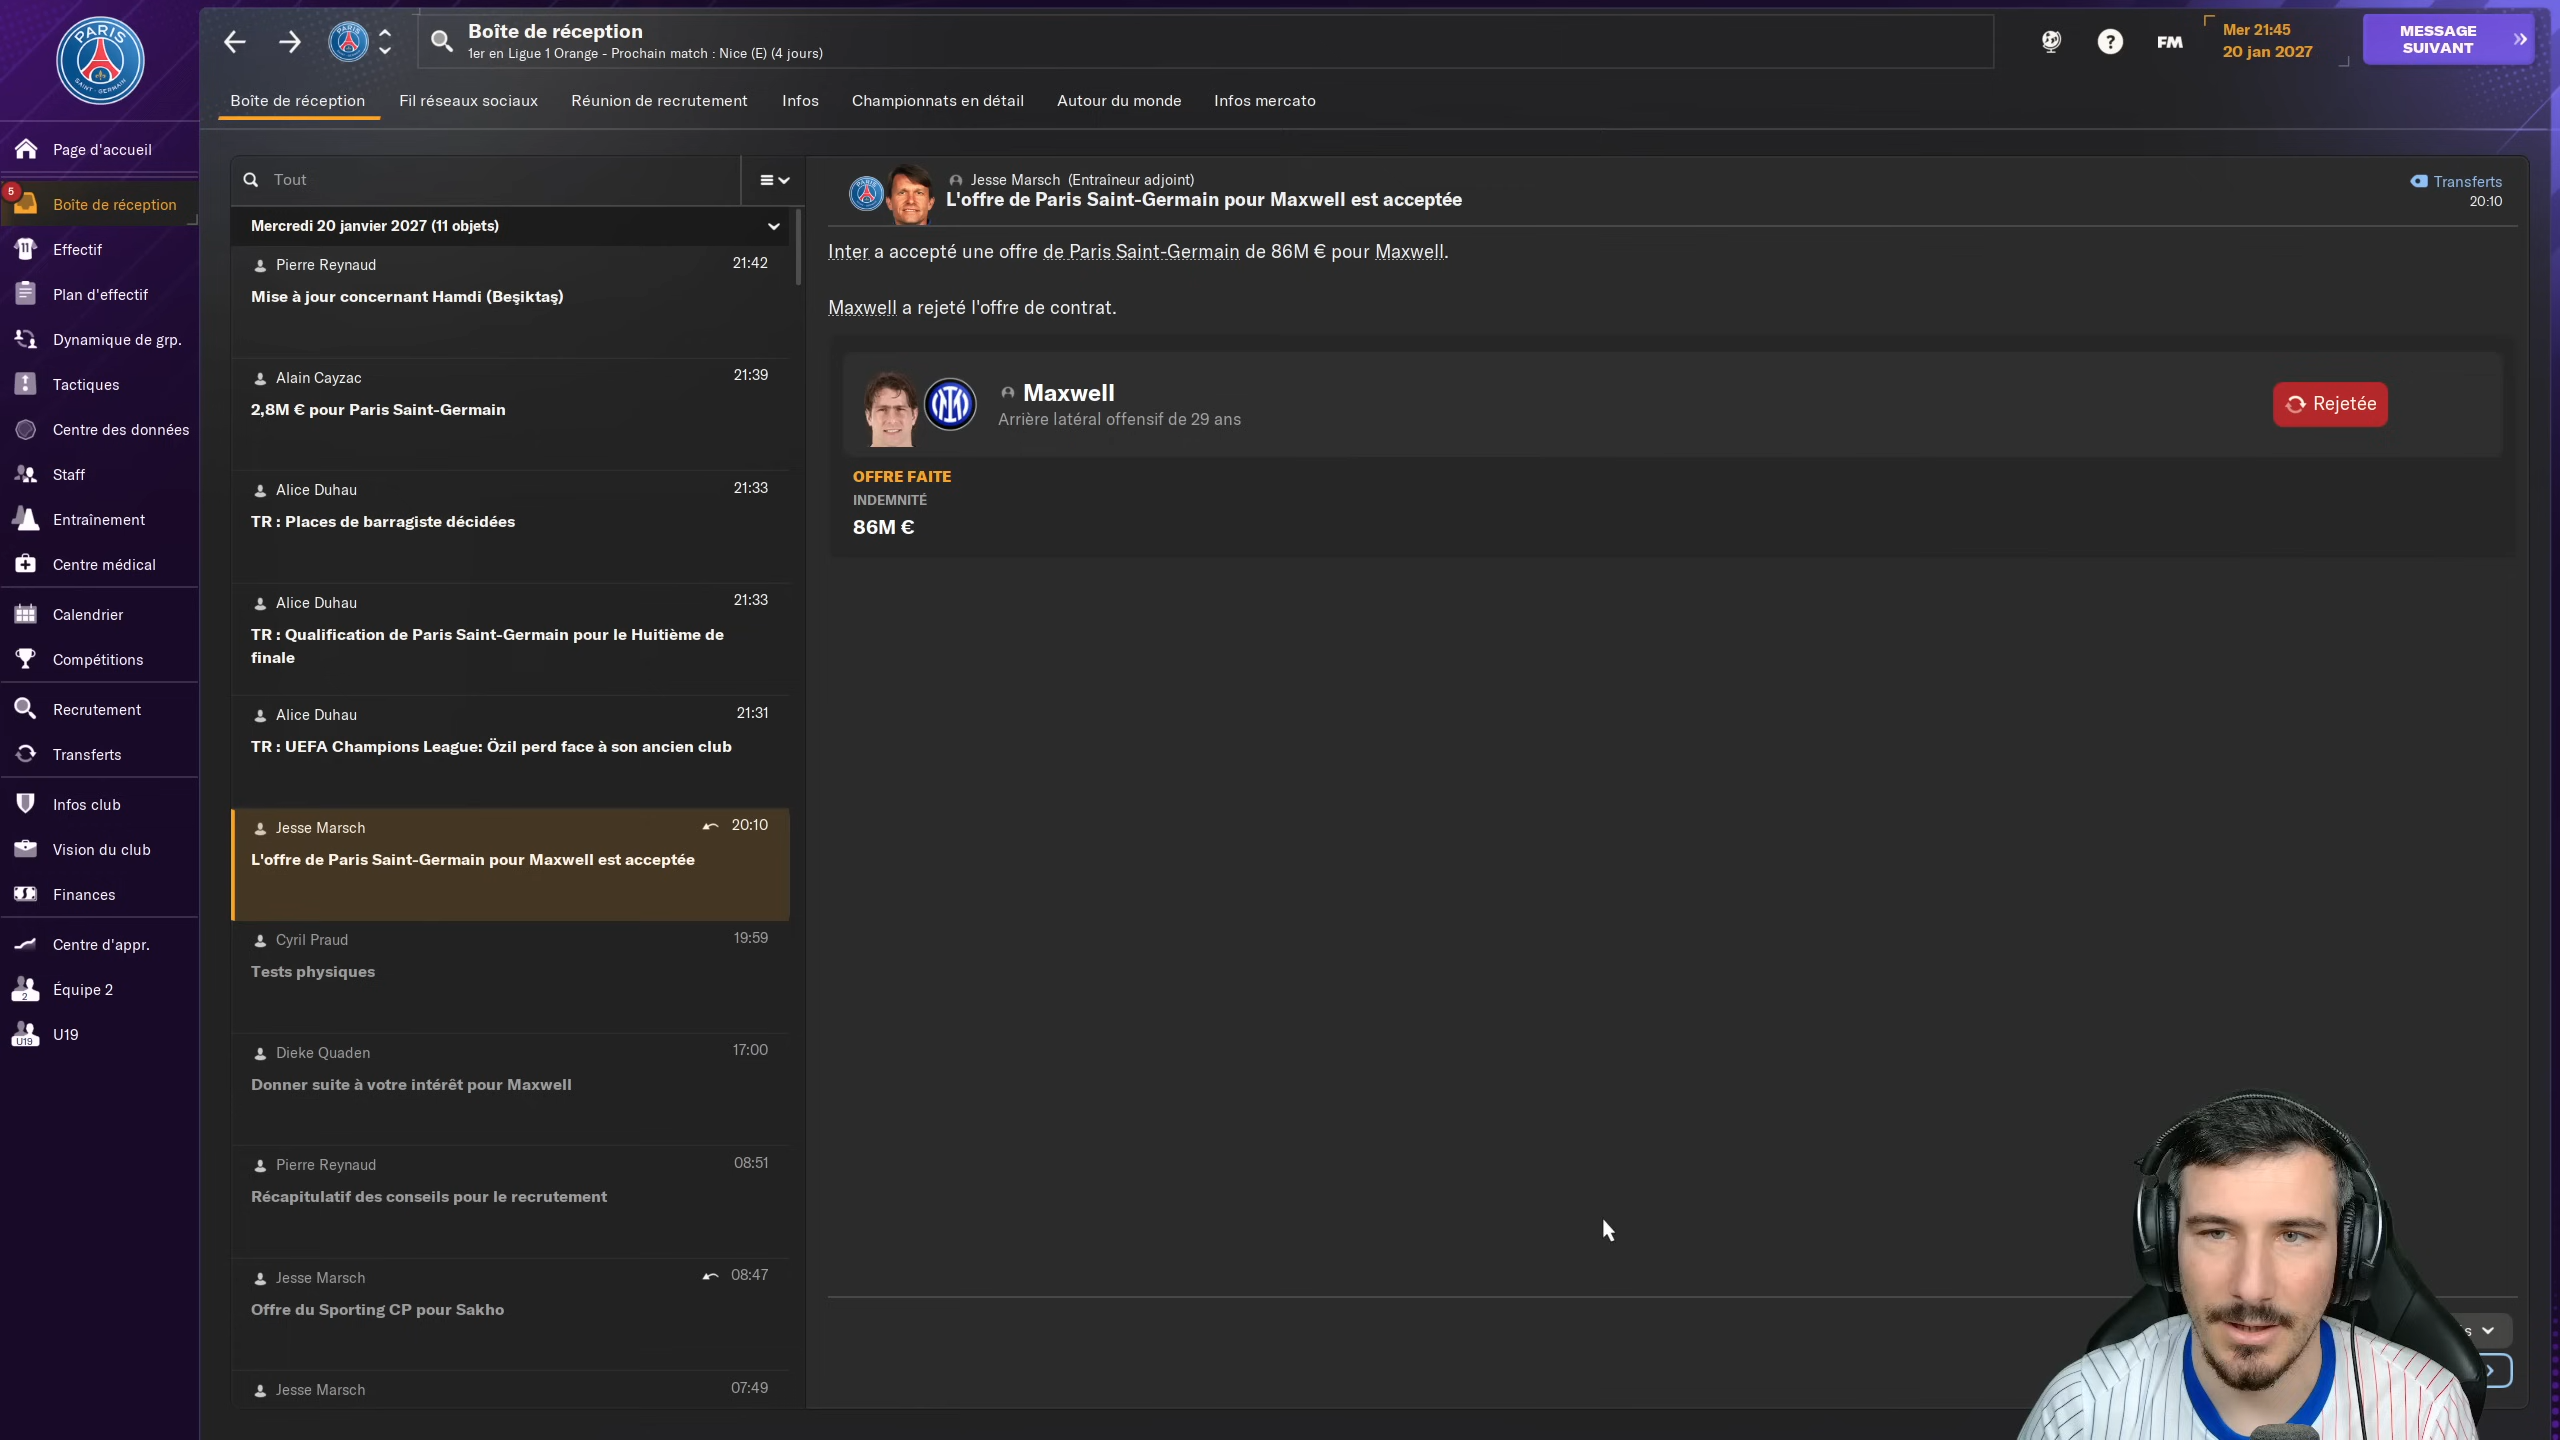 Boîte de réception
1er en Ligue 1 Orange - Prochain match : Nice (E) (4 jours)
FM
Mer 21:45
20 jan 2027
MESSAGE
SUIVANT
Boîte de réception
Fil réseaux sociaux
Réunion de recrutement
Infos
Championnats en détail
Autour du monde
Infos mercato
PARIS
SAINT-GERMAIN
Page d'accueil
5
Boîte de réception
Effectif
Plan d'effectif
Dynamique de grp.
Tactiques
Centre des données
Staff
Entraînement
Centre médical
Calendrier
Compétitions
Recrutement
Transferts
Infos club
Vision du club
Finances
Centre d'appr.
2
Équipe 2
U19
U19
Tout
Mercredi 20 janvier 2027 (11 objets)
Pierre Reynaud
21:42
Mise à jour concernant Hamdi (Beşiktaş)
Alain Cayzac
21:39
2,8M € pour Paris Saint-Germain
Alice Duhau
21:33
TR : Places de barragiste décidées
Alice Duhau
21:33
TR : Qualification de Paris Saint-Germain pour le Huitième de
finale
Alice Duhau
21:31
TR : UEFA Champions League: Özil perd face à son ancien club
Jesse Marsch
20:10
L'offre de Paris Saint-Germain pour Maxwell est acceptée
Cyril Praud
19:59
Tests physiques
Dieke Quaden
17:00
Donner suite à votre intérêt pour Maxwell
Pierre Reynaud
08:51
Récapitulatif des conseils pour le recrutement
Jesse Marsch
08:47
Offre du Sporting CP pour Sakho
Jesse Marsch
07:49
Jesse Marsch (Entraîneur adjoint)
L'offre de Paris Saint-Germain pour Maxwell est acceptée
Transferts
20:10
Inter a accepté une offre de Paris Saint-Germain de 86M € pour Maxwell.
Maxwell a rejeté l'offre de contrat.
Maxwell
Arrière latéral offensif de 29 ans
Rejetée
OFFRE FAITE
INDEMNITÉ
86M €